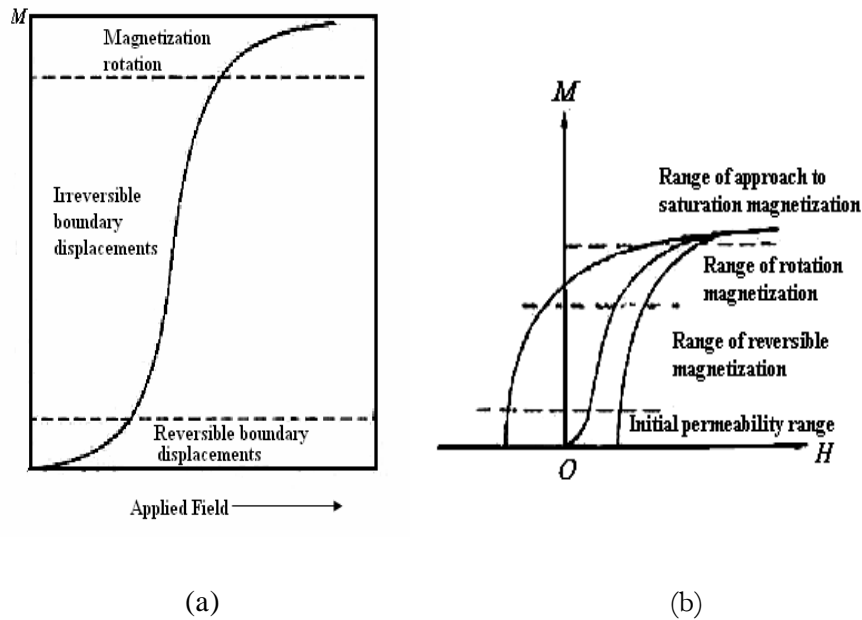 M
Magnetization
rotation
Irreversible
boundary
displacements
Reversible boundary
displacements
Applied Field
(a)
M
Range of approach to
saturation magnetization
Range of rotation
magnetization
Range of reversible
magnetization
Initial permeability range
H
O
(b)